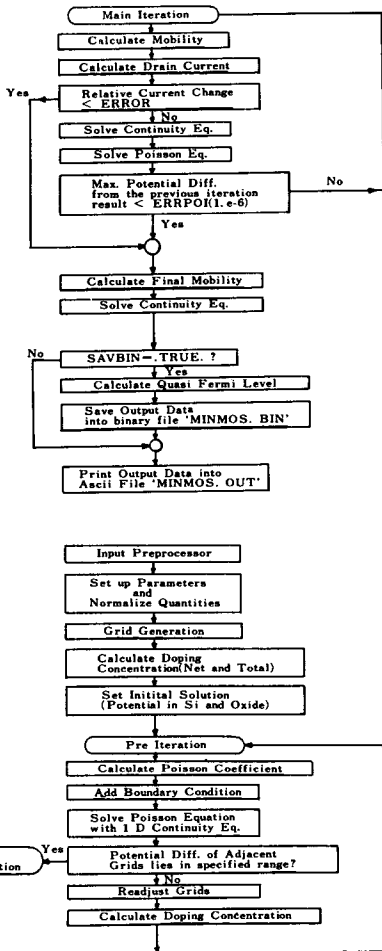 Main Iteration
Calculate Mobility
Calculate Drain Current
Yes
Relative Current Change
< ERROR
No
Solve Continuity Eq.
Solve Poisson Eq.
Max. Potential Diff.
from the previous iteration
result < ERRPOI(1. e-6)
No
Yes
Calculate Final Mobility
Solve Continuity Eq.
No
SAVBIN=.TRUE. ?
Yes
Calculate Quasi Fermi Level
Save Output Data
into binary file 'MINMOS. BIN'
Print Output Data into
Ascii File 'MINMOS. OUT'
Input Preprocessor
Set up Parameters
and
Normalize Quantities
Grid Generation
Calculate Doping
Concentration(Net and Total)
Set Initital Solution
(Potential in Si and Oxide)
Pre Iteration
Calculate Poisson Coefficient
Add Boundary Condition
Solve Poisson Equation
with 1 D Continuity Eq.
Yes
tion
Potential Diff. of Adjacent
Grids lies in specified range?
No
Readjust Grids
Calculate Doping Concentration